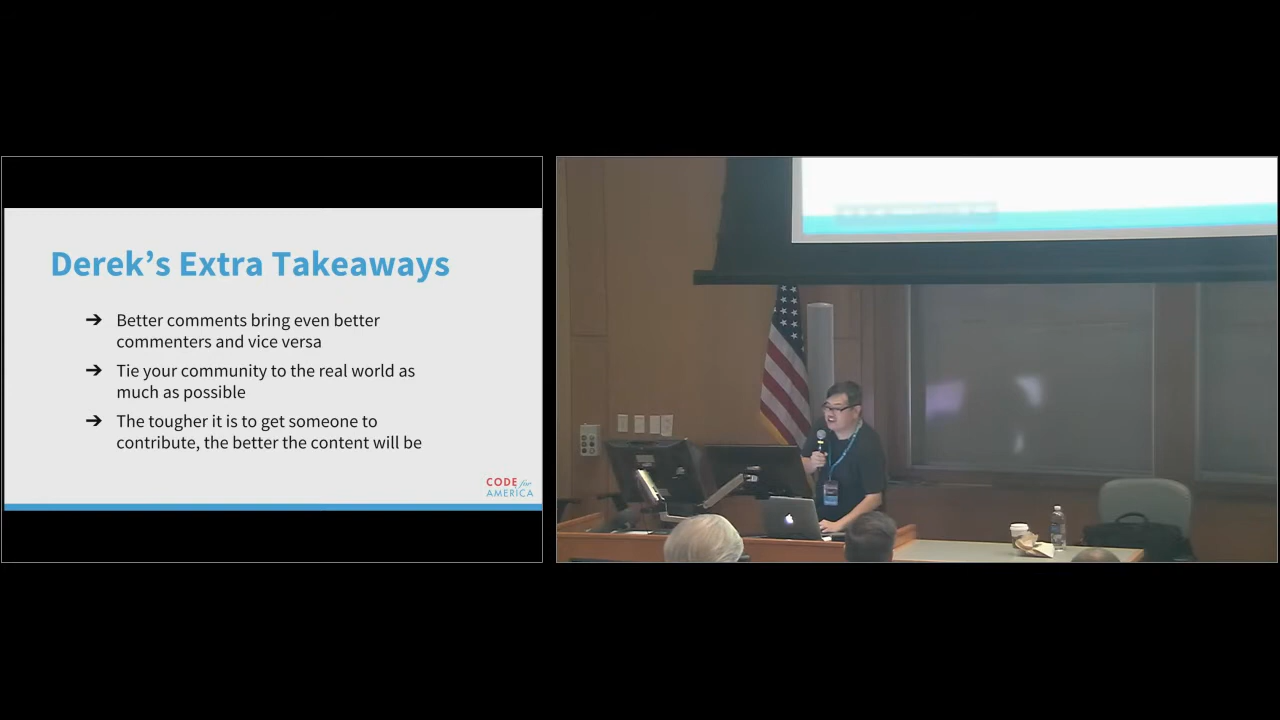 Derek’s Extra Takeaways
➔ Better comments bring even better
commenters and vice versa
➔ Tie your community to the real world as
much as possible
➔ The tougher it is to get someone to
contribute, the better the content will be
CODE for
AMERICA